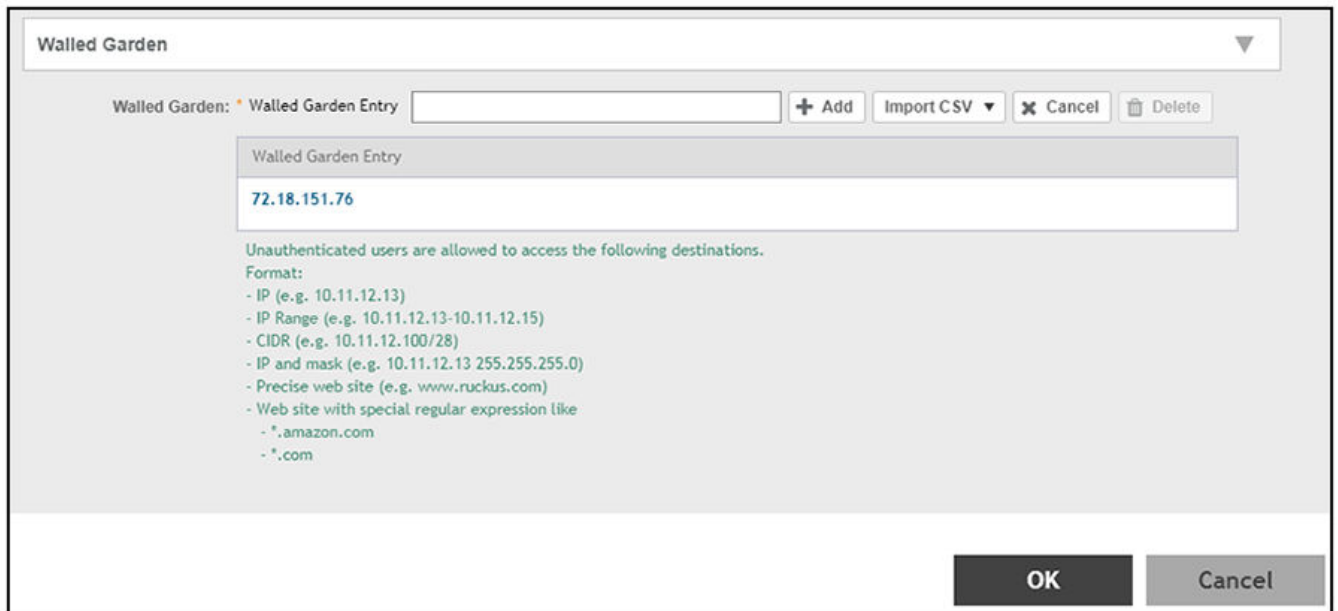 Walled Garden
Walled Garden: * Walled Garden Entry + Add Import CSV ▼ x Cancel Delete
Walled Garden Entry
72.18.151.76
Unauthenticated users are allowed to access the following destinations.
Format:
- IP (e.g. 10.11.12.13)
- IP Range (e.g. 10.11.12.13-10.11.12.15)
- CIDR (e.g. 10.11.12.100/28)
- IP and mask (e.g. 10.11.12.13 255.255.255.0)
- Precise web site (e.g. www.ruckus.com)
- Web site with special regular expression like
- *.amazon.com
- *.com
OK Cancel